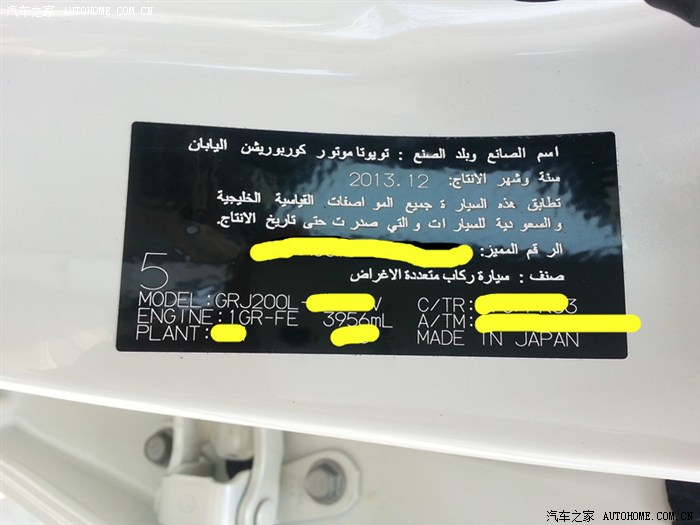 汽车之家 AUTOHOME.COM.CN
اسم الصانع وبلد الصنع : تويوتا موتور كوربوريشن اليابان
سنة وشهر الانتاج: 2013.12
تطابق هذه السيارة جميع المواصفات القياسية الخليجية
والسعودية للسيارات والتي صدرت حتى تاريخ الانتاج.
الرقم المميز:
صنف : سيارة ركاب متعددة الاغراض
5
MODEL:GRJ200L- V C/TR:
ENGINE:1GR-FE 3956mL A/TM:
PLANT: MADE IN JAPAN
汽车之家 AUTOHOME.COM.CN